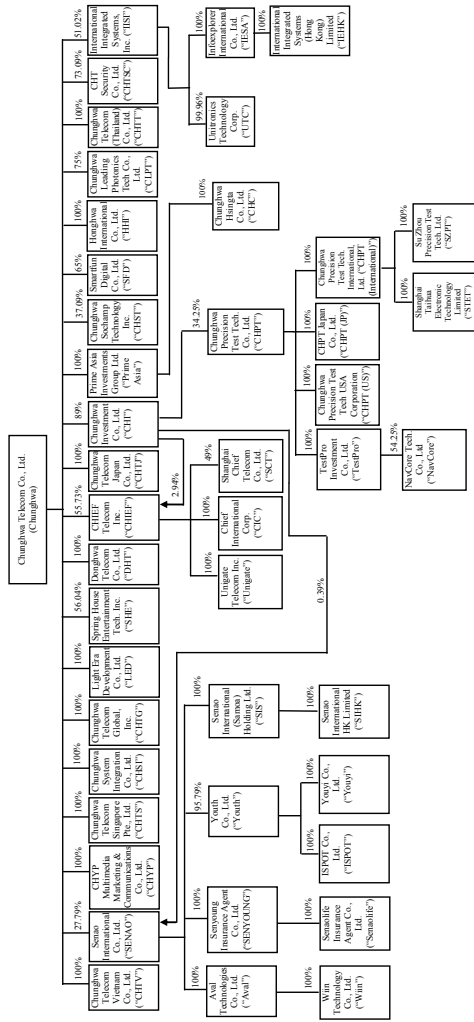 Chunghwa Telecom Co., Ltd.
(Chunghwa)
100%
27.79%
100%
100%
100%
100%
100%
56.04%
100%
55.73%
100%
89%
100%
37.09%
65%
100%
75%
100%
73.09%
51.02%
Chunghwa
Telecom
Vietnam
Co., Ltd.
("CHTV")
Senao
International
Co., Ltd.
("SENAO")
CHYP
Multimedia
Marketing &
Communications
Co., Ltd.
("CHYP")
Chunghwa
Telecom
Singapore
Pte., Ltd.
("CHTS")
Chunghwa
System
Integration
Co., Ltd.
("CHSI")
Chunghwa
Telecom
Global,
Inc.
("CHTG")
Light Era
Development
Co., Ltd.
("LED")
Spring House
Entertainment
Tech. Inc.
("SHE")
Donghwa
Telecom
Co., Ltd.
("DHT")
CHIEF
Telecom
Inc.
("CHIEF")
Chunghwa
Telecom
Japan
Co., Ltd.
("CHTJ")
Chunghwa
Investment
Co., Ltd.
("CHI")
Prime Asia
Investments
Group Ltd.
("Prime
Asia")
Chunghwa
Sochamp
Technology
Inc.
("CHST")
Smartfun
Digital
Co., Ltd.
("SFD")
Honghwa
International
Co., Ltd.
("HHI")
Chunghwa
Leading
Photonics
Tech Co.,
Ltd.
("CLPT")
Chunghwa
Telecom
(Thailand)
Co., Ltd.
("CHTT")
CHT
Security
Co., Ltd.
("CHTSC")
International
Integrated
Systems,
Inc. ("IISI")
2.94%
0.39%
34.25%
100%
99.96%
100%
Chunghwa
Hsingta
Co., Ltd.
("CHC")
Unitronics
Technology
Corp.
("UTC")
Infoexplorer
International
Co., Ltd.
("IESA")
100%
International
Integrated
Systems
(Hong
Kong)
Limited
("IEHK")
100%
100%
49%
Unigate
Telecom Inc.
("Unigate")
Chief
International
Corp.
("CIC")
Shanghai
Chief
Telecom
Co., Ltd.
("SCT")
Chunghwa
Precision
Test Tech.
Co., Ltd.
("CHPT")
100%
100%
100%
100%
TestPro
Investment
Co., Ltd.
("TestPro")
Chunghwa
Precision Test
Tech USA
Corporation
("CHPT (US)")
CHPT Japan
Co., Ltd.
("CHPT (JP)")
Chunghwa
Precision
Test Tech.
International,
Ltd. ("CHPT
(International)")
54.25%
100%
100%
NavCore Tech
Co., Ltd
("NavCore")
Shanghai
Taihua
Electronic
Technology
Limited
("STET")
Su Zhou
Precision Test
Tech. Ltd.
("SZPT")
100%
100%
95.79%
100%
Aval
Technologies
Co., Ltd.
("Aval")
Senyoung
Insurance Agent
Co., Ltd.
("SENYOUNG")
Youth
Co., Ltd.
("Youth")
Senao
International
(Samoa)
Holding Ltd.
("SIS")
100%
100%
100%
100%
100%
Wiin
Technology
Co., Ltd.
("Wiin")
Senaolife
Insurance
Agent Co.,
Ltd.
("Senaolife")
ISPOT Co.,
Ltd.
("ISPOT")
Youyi Co.,
Ltd.
("Youyi")
Senao
International
HK Limited
("SIHK")